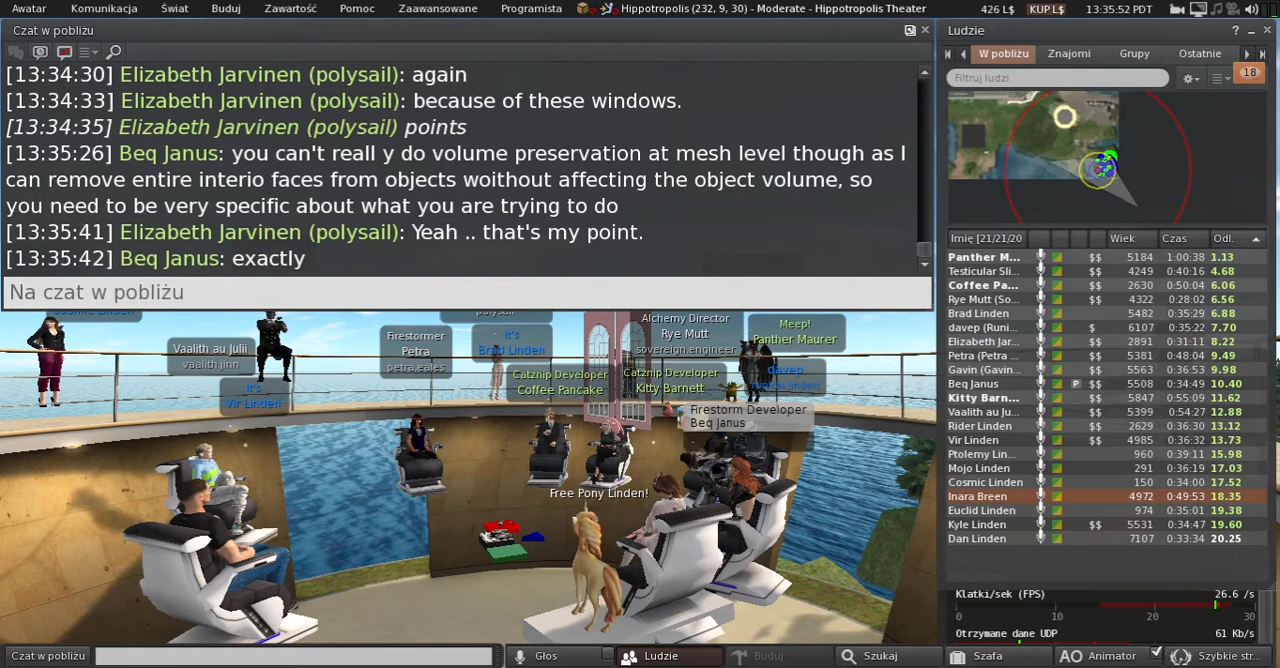 Awatar Komunikacja Świat Buduj Zawartość Pomoc Zaawansowane Programista Hippotropolis (232, 9, 30) - Moderate - Hippotropolis Theater 426 L$ KUP L$ 13:35:52 PDT
Czat w pobliżu
[13:34:30] Elizabeth Jarvinen (polysail): again
[13:34:33] Elizabeth Jarvinen (polysail): because of these windows.
[13:34:35] Elizabeth Jarvinen (polysail) points
[13:35:26] Beq Janus: you can't reall y do volume preservation at mesh level though as I
can remove entire interio faces from objects woithout affecting the object volume, so
you need to be very specific about what you are trying to do
[13:35:41] Elizabeth Jarvinen (polysail): Yeah .. that's my point.
[13:35:42] Beq Janus: exactly
Na czat w pobliżu
Cosmic Linden
polysail
Vaalith au Julii
vaalith.jinn
It's
Vir Linden
Firestormer
Petra
petra.eales
It's
Brad Linden
Catznip Developer
Coffee Pancake
Alchemy Director
Rye Mutt
sovereign.engineer
Catznip Developer
Kitty Barnett
Meep!
Panther Maurer
davep
Firestorm Developer
Beq Janus
Free Pony Linden!
Ludzie
W pobliżu Znajomi Grupy Ostatnie
18
Filtruj ludzi
Imię [21/21/20 Wiek Czas Odl.
Panther M... $$ 5184 1:00:38 1.13
Testicular Sli... $$ 4249 0:40:16 4.68
Coffee Pa... $$ 2630 0:50:04 6.06
Rye Mutt (So... $$ 4322 0:28:02 6.56
Brad Linden 5482 0:35:29 6.88
davep (Runi... $ 6107 0:35:22 7.70
Elizabeth Jar... $ 2891 0:31:11 8.22
Petra (Petra ... $$ 5381 0:48:04 9.49
Gavin (Gavin... $$ 5563 0:36:53 9.98
Beq Janus P $$ 5508 0:34:49 10.40
Kitty Barn... $$ 5847 0:55:09 11.62
Vaalith au Ju... $$ 5399 0:54:27 12.88
Rider Linden $$ 2629 0:36:30 13.12
Vir Linden $$ 4985 0:36:32 13.73
Ptolemy Lin... 960 0:39:11 15.98
Mojo Linden 291 0:36:19 17.03
Cosmic Linden 150 0:34:00 17.52
Inara Breen 4972 0:49:53 18.35
Euclid Linden 974 0:35:01 19.38
Kyle Linden $$ 5531 0:34:47 19.60
Dan Linden 7107 0:33:34 20.25
Klatki/sek (FPS) 26.6 /s
0 10 20 30
Otrzymane dane UDP 61 Kb/s
Czat w pobliżu Głos Ludzie Buduj Szukaj Szafa AO Animator Szybkie str...